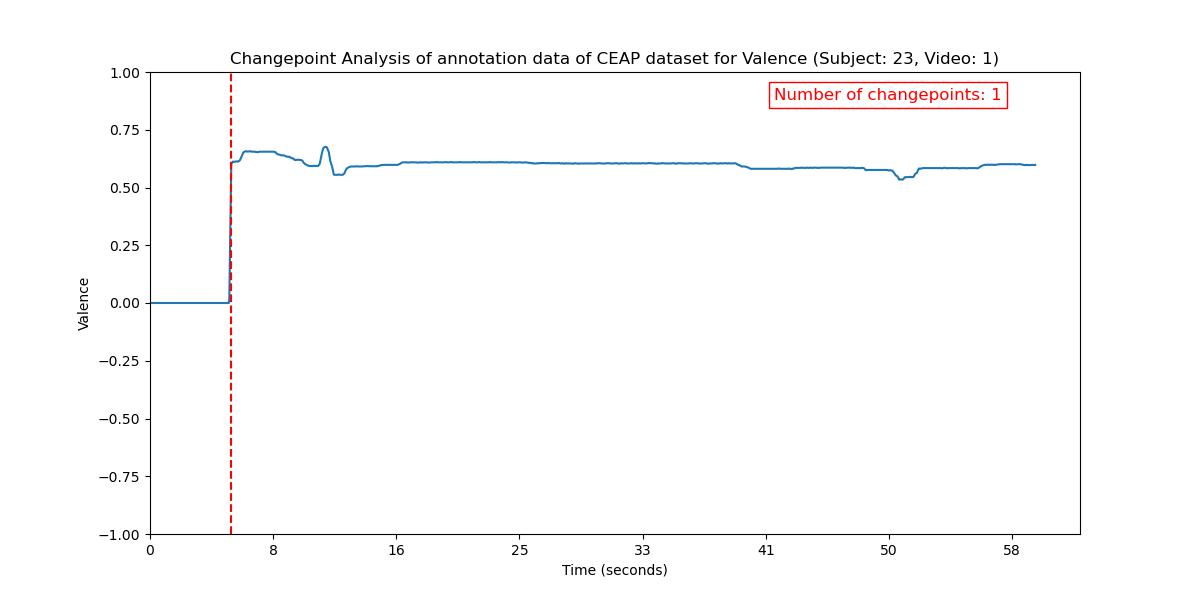 Changepoint Analysis of annotation data of CEAP dataset for Valence (Subject: 23, Video: 1)
Number of changepoints: 1
Valence
1.00
0.75
0.50
0.25
0.00
−0.25
−0.50
−0.75
−1.00
0 8 16 25 33 41 50 58
Time (seconds)